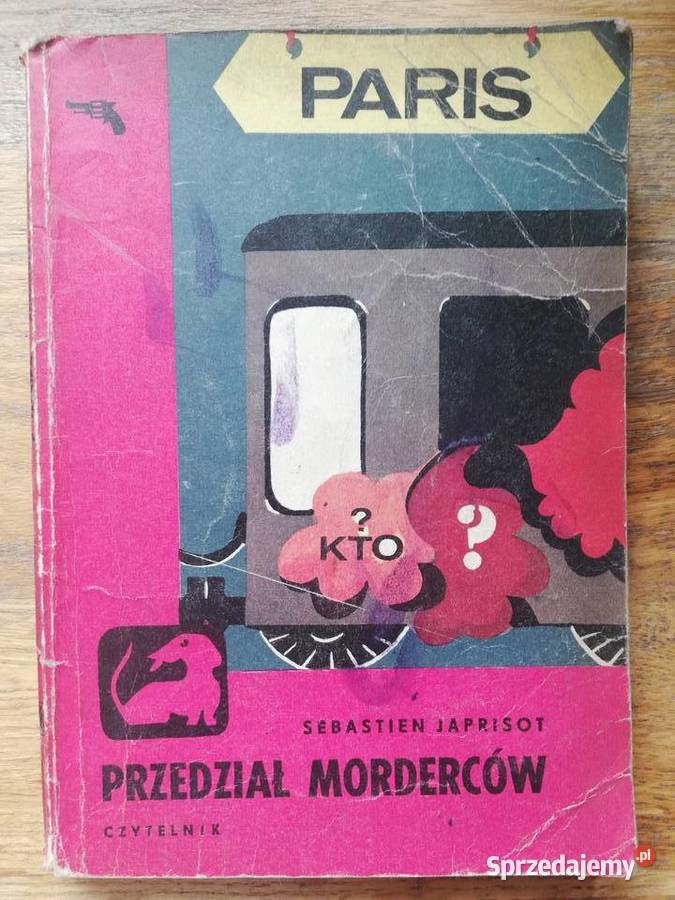 PARIS
?
KTO
?
SEBASTIEN JAPRISOT
PRZEDZIAŁ MORDERCÓW
CZYTELNIK
Sprzedajemy.pl